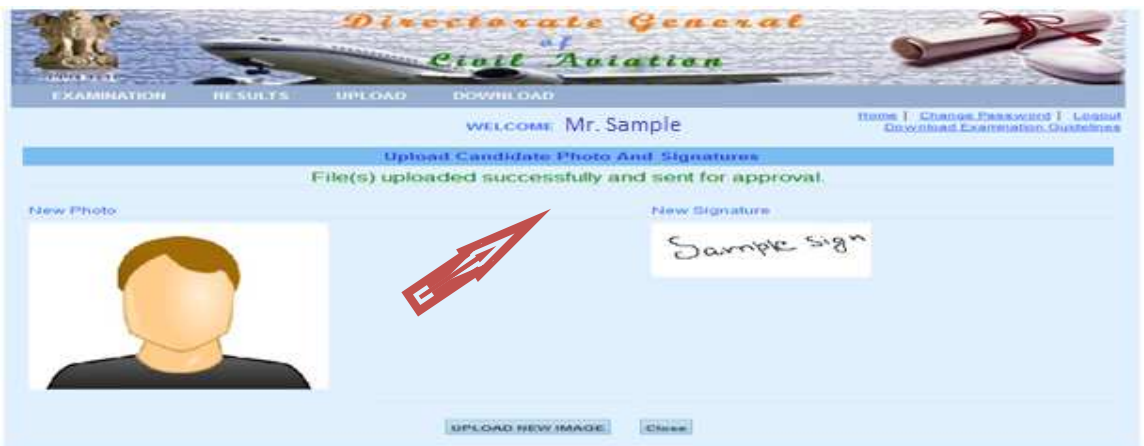 Directorate General
of
Civil Aviation
EXAMINATION RESULTS UPLOAD DOWNLOAD
WELCOME Mr. Sample
Home | Change Password | Logout
Download Examination Guidelines
Upload Candidate Photo And Signatures
File(s) uploaded successfully and sent for approval.
New Photo
New Signature
Sample sign
E
UPLOAD NEW IMAGE Close